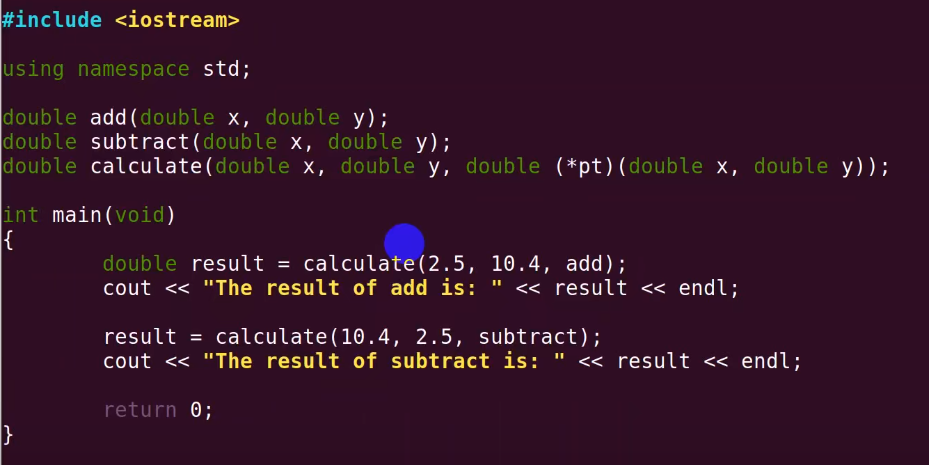 #include <iostream>
using namespace std;
double add(double x, double y);
double subtract(double x, double y);
double calculate(double x, double y, double (*pt)(double x, double y));
int main(void)
{
double result = calculate(2.5, 10.4, add);
cout << "The result of add is: " << result << endl;
result = calculate(10.4, 2.5, subtract);
cout << "The result of subtract is: " << result << endl;
return 0;
}